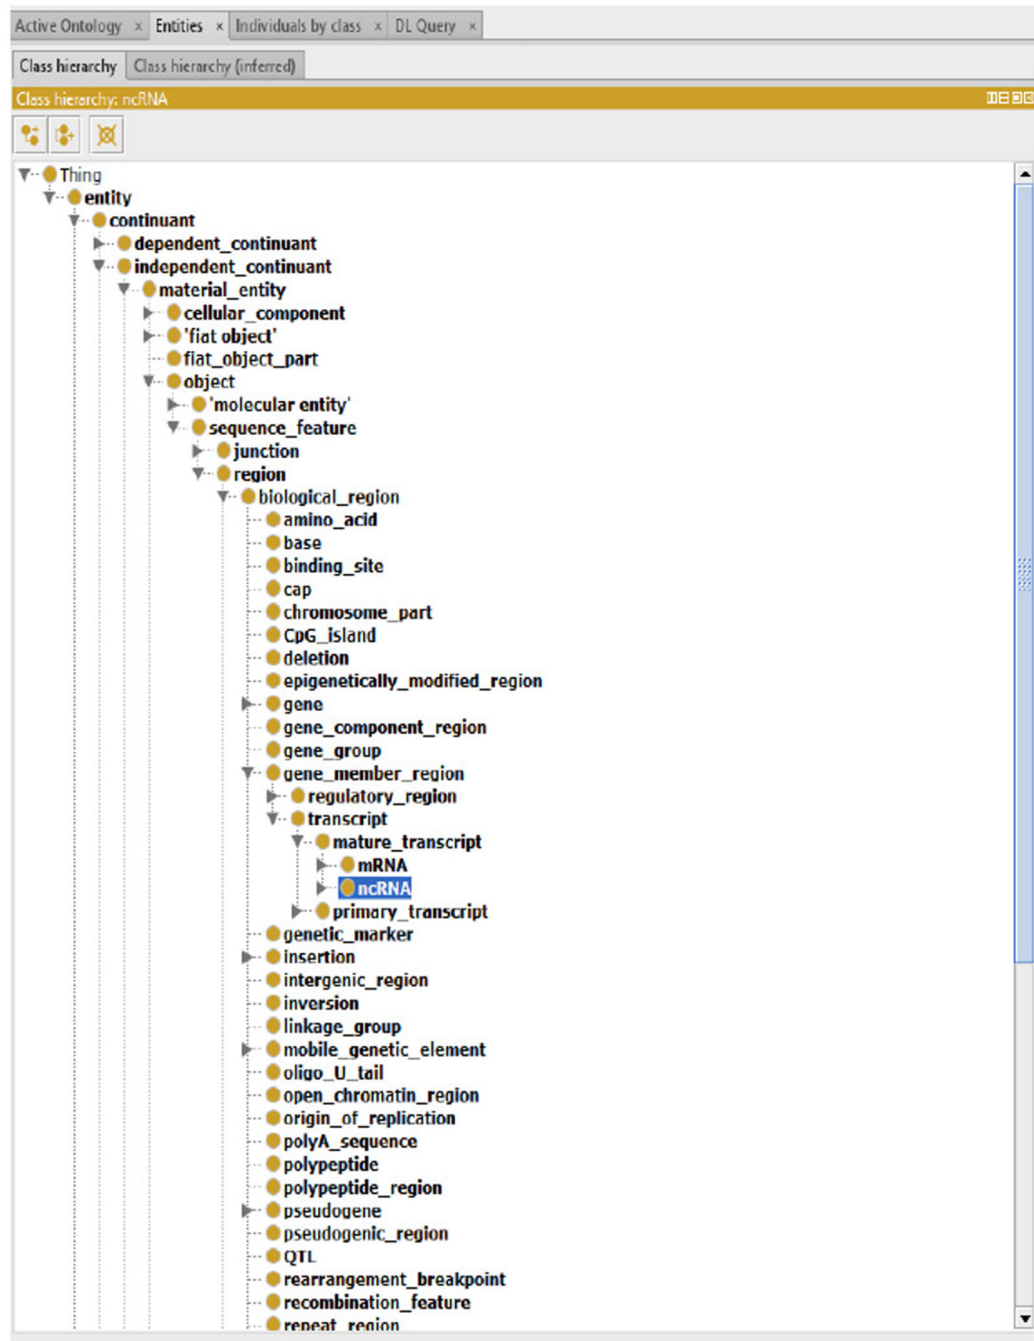 Active Ontology × Entities × Individuals by class × DL Query ×
Class hierarchy Class hierarchy (inferred)
Class hierarchy: ncRNA
Thing
entity
continuant
dependent_continuant
independent_continuant
material_entity
cellular_component
'fiat object'
fiat_object_part
object
'molecular entity'
sequence_feature
junction
region
biological_region
amino_acid
base
binding_site
cap
chromosome_part
CpG_island
deletion
epigenetically_modified_region
gene
gene_component_region
gene_group
gene_member_region
regulatory_region
transcript
mature_transcript
mRNA
ncRNA
primary_transcript
genetic_marker
insertion
intergenic_region
inversion
linkage_group
mobile_genetic_element
oligo_U_tail
open_chromatin_region
origin_of_replication
polyA_sequence
polypeptide
polypeptide_region
pseudogene
pseudogenic_region
QTL
rearrangement_breakpoint
recombination_feature
repeat_region